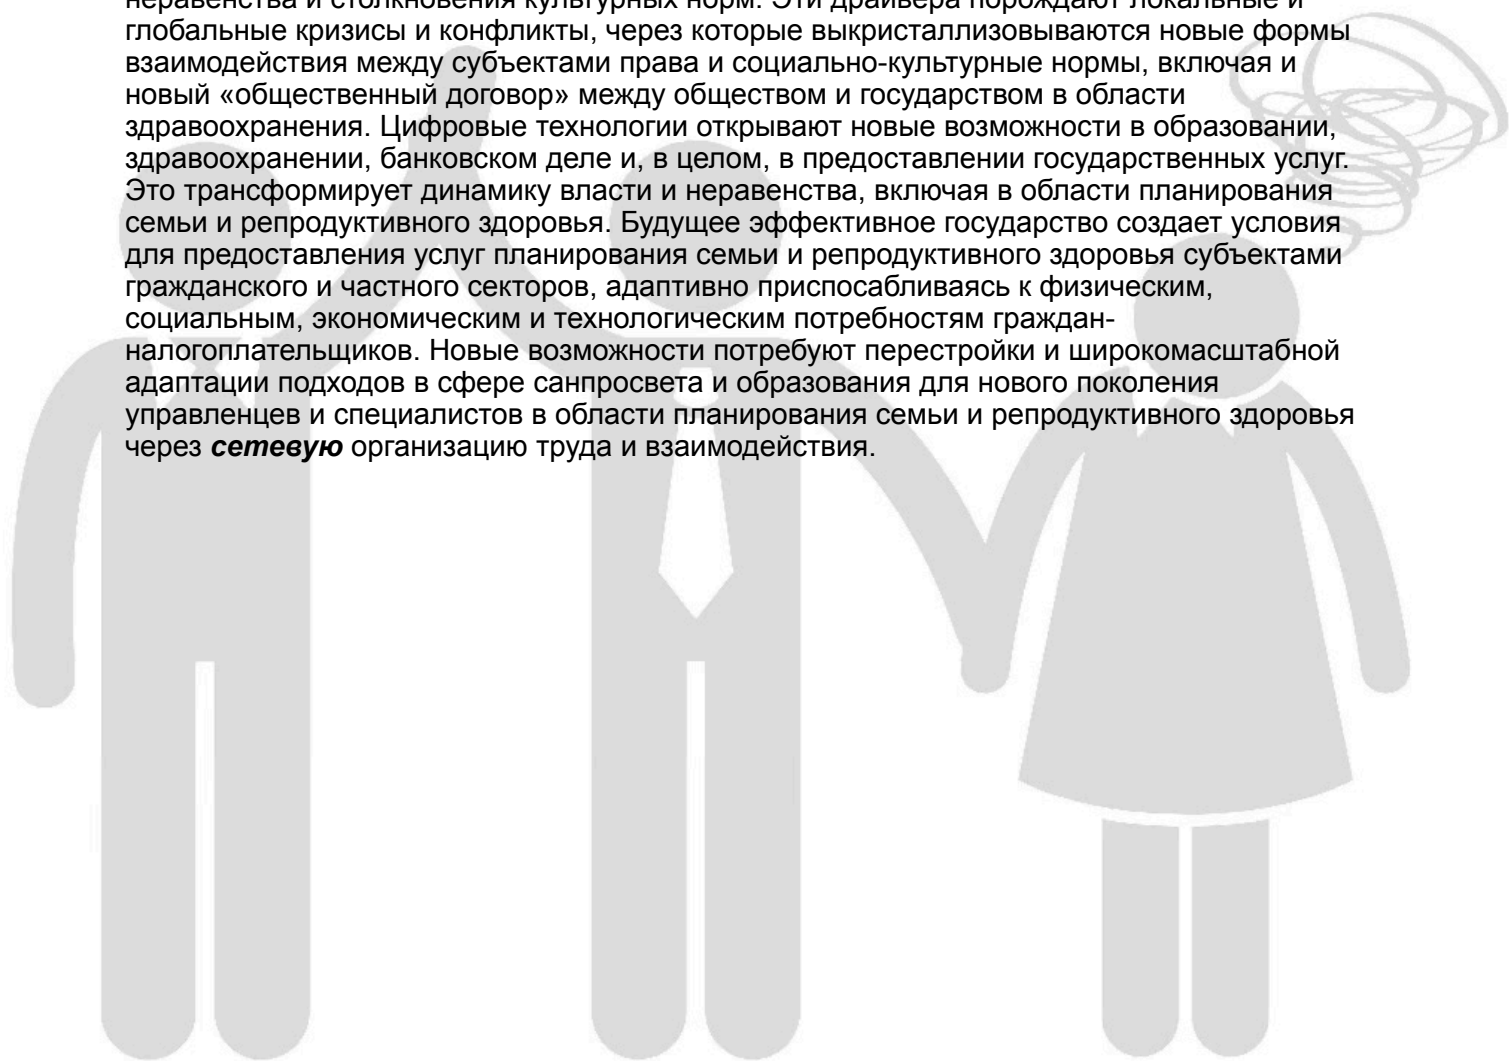 неравенства и столкновения культурных норм. Эти драйвера порождают локальные и
глобальные кризисы и конфликты, через которые выкристаллизовываются новые формы
взаимодействия между субъектами права и социально-культурные нормы, включая и
новый «общественный договор» между обществом и государством в области
здравоохранения. Цифровые технологии открывают новые возможности в образовании,
здравоохранении, банковском деле и, в целом, в предоставлении государственных услуг.
Это трансформирует динамику власти и неравенства, включая в области планирования
семьи и репродуктивного здоровья. Будущее эффективное государство создает условия
для предоставления услуг планирования семьи и репродуктивного здоровья субъектами
гражданского и частного секторов, адаптивно приспосабливаясь к физическим,
социальным, экономическим и технологическим потребностям граждан-
налогоплательщиков. Новые возможности потребуют перестройки и широкомасштабной
адаптации подходов в сфере санпросвета и образования для нового поколения
управленцев и специалистов в области планирования семьи и репродуктивного здоровья
через сетевую организацию труда и взаимодействия.